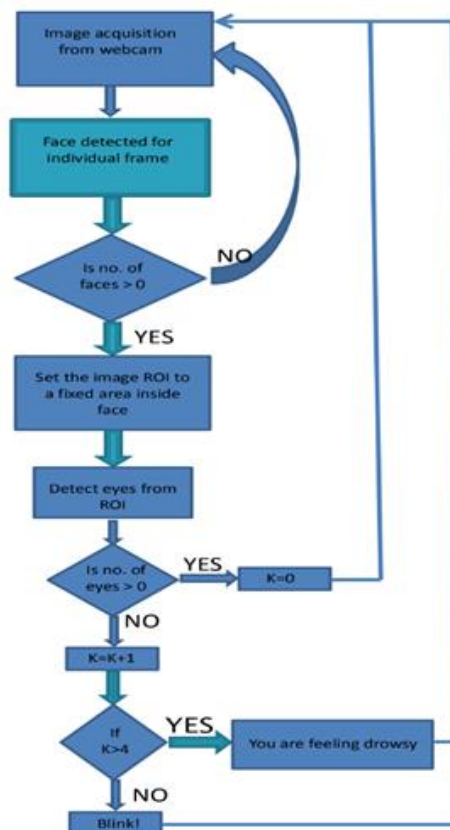 Image acquisition
from webcam
Face detected for
individual frame
NO
Is no. of
faces > 0
YES
Set the image ROI to
a fixed area inside
face
Detect eyes from
ROI
Is no. of
eyes > 0
YES
K=0
NO
K=K+1
If
K>4
YES
You are feeling drowsy
NO
Blink!